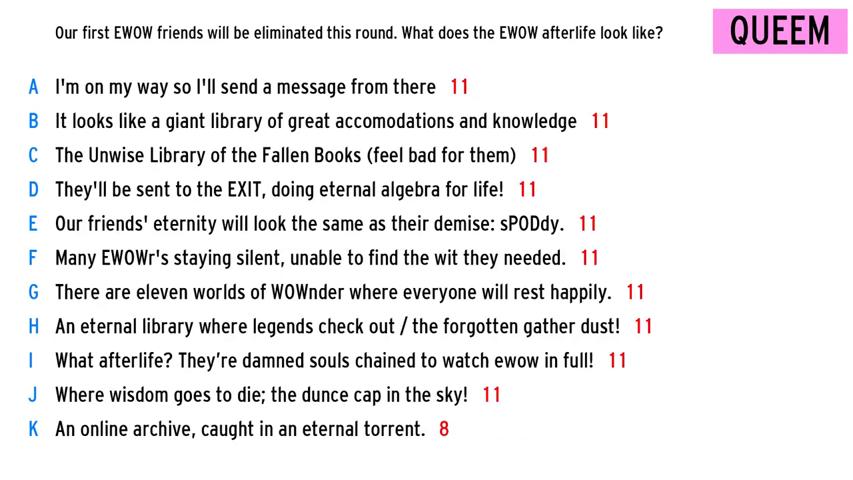 Our first EWOW friends will be eliminated this round. What does the EWOW afterlife look like?
QUEEM
A I'm on my way so I'll send a message from there 11
B It looks like a giant library of great accomodations and knowledge 11
C The Unwise Library of the Fallen Books (feel bad for them) 11
D They'll be sent to the EXIT, doing eternal algebra for life! 11
E Our friends' eternity will look the same as their demise: sPODdy. 11
F Many EWOWr's staying silent, unable to find the wit they needed. 11
G There are eleven worlds of WOWnder where everyone will rest happily. 11
H An eternal library where legends check out / the forgotten gather dust! 11
I What afterlife? They’re damned souls chained to watch ewow in full! 11
J Where wisdom goes to die; the dunce cap in the sky! 11
K An online archive, caught in an eternal torrent. 8